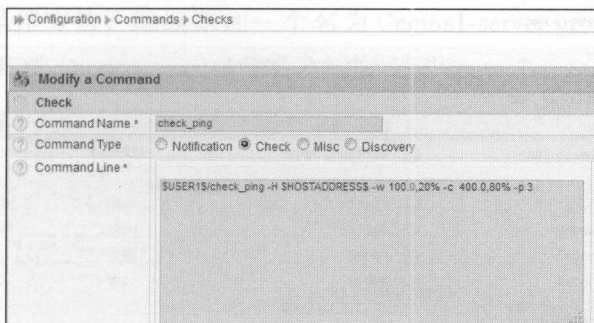 Configuration > Commands > Checks
Modify a Command
Check
Command Name * check_ping
Command Type Notification Check Misc Discovery
Command Line *
$USER1$/check_ping -H $HOSTADDRESS$ -w 100.0,20% -c 400.0,80% -p 3